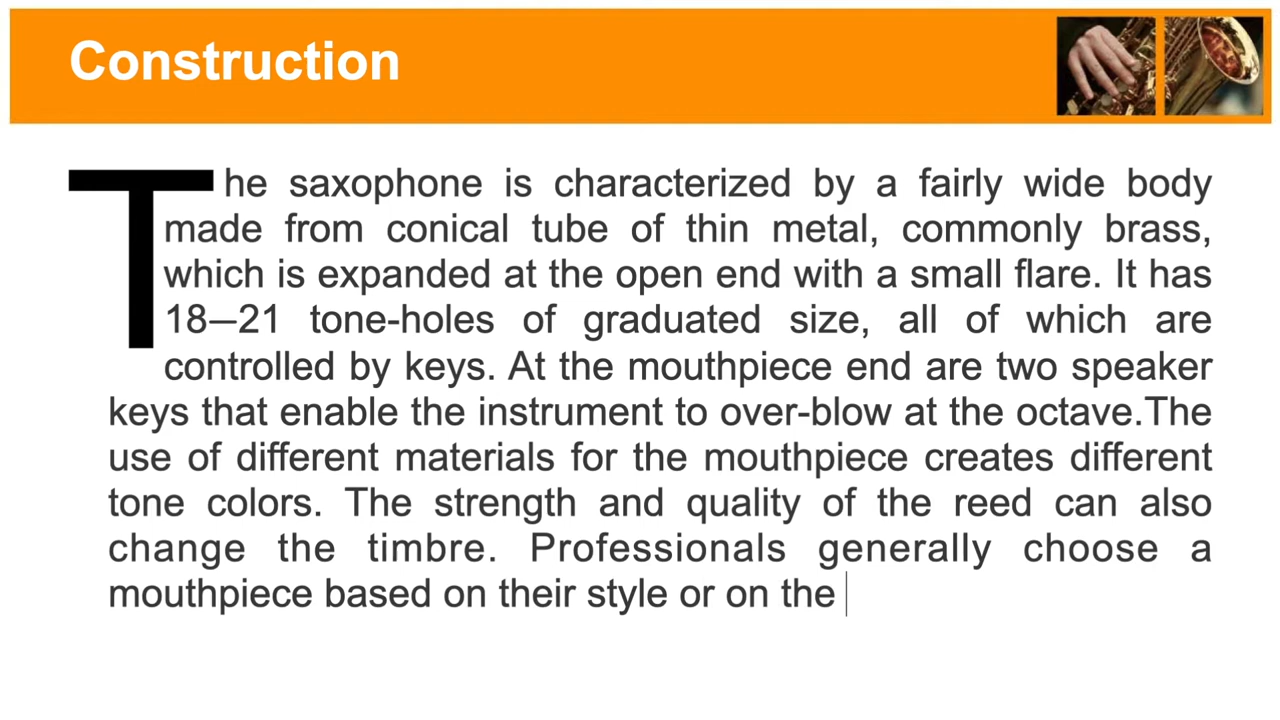 Construction
The saxophone is characterized by a fairly wide body
made from conical tube of thin metal, commonly brass,
which is expanded at the open end with a small flare. It has
18—21 tone-holes of graduated size, all of which are
controlled by keys. At the mouthpiece end are two speaker
keys that enable the instrument to over-blow at the octave.The
use of different materials for the mouthpiece creates different
tone colors. The strength and quality of the reed can also
change the timbre. Professionals generally choose a
mouthpiece based on their style or on the